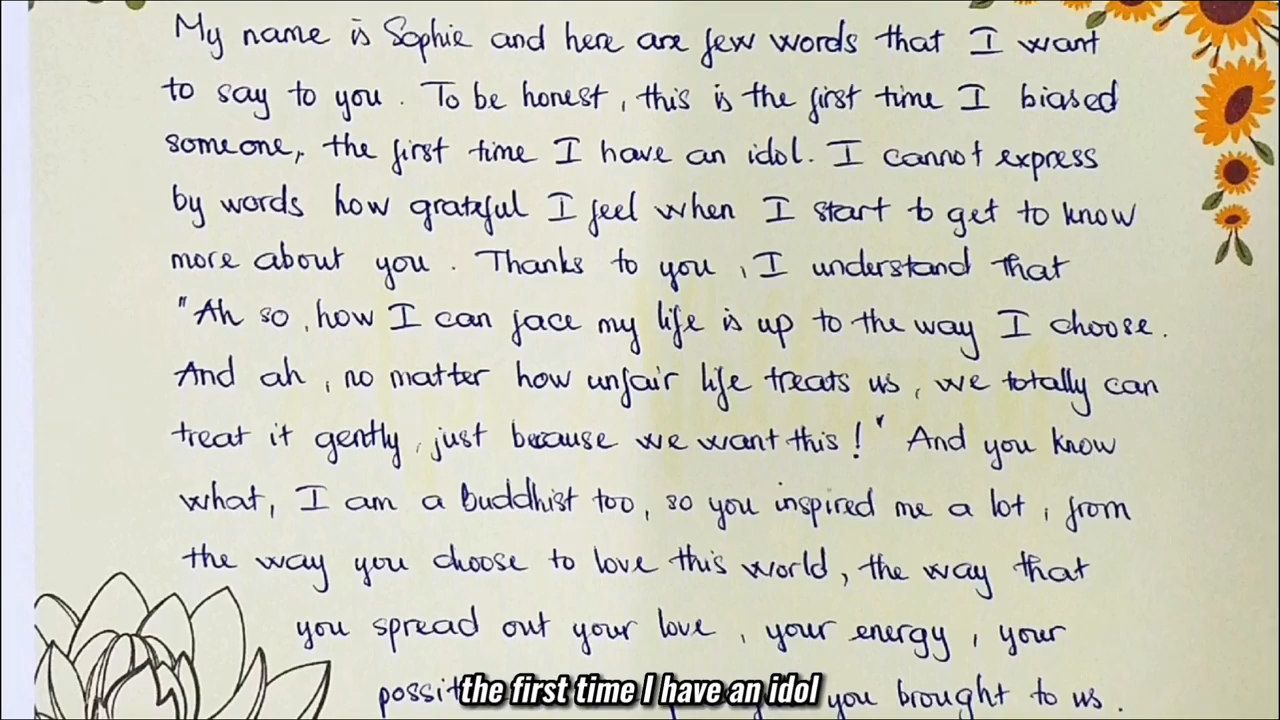 My name is Sophie and here are few words that I want
to say to you. To be honest, this is the first time I biased
someone, the first time I have an idol. I cannot express
by words how grateful I feel when I start to get to know
more about you. Thanks to you, I understand that
"Ah so, how I can face my life is up to the way I choose.
And ah, no matter how unfair life treats us, we totally can
treat it gently, just because we want this!" And you know
what, I am a buddhist too, so you inspired me a lot, from
the way you choose to love this world, the way that
you spread out your love, your energy, your
you brought to us.
the first time I have an idol